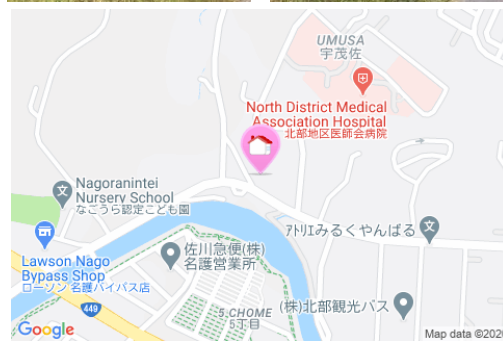 UMUSA
宇茂佐
North District Medical
Association Hospital
北部地区医師会病院
Nagoranintei
Nursery School
なごうら認定こども園
Lawson Nago
Bypass Shop
ローソン 名護バイパス店
449
佐川急便(株)
名護営業所
ｱﾄﾘｴみるくやんばる
5 CHOME
5丁目
(株)北部観光バス
Google
Map data ©2020